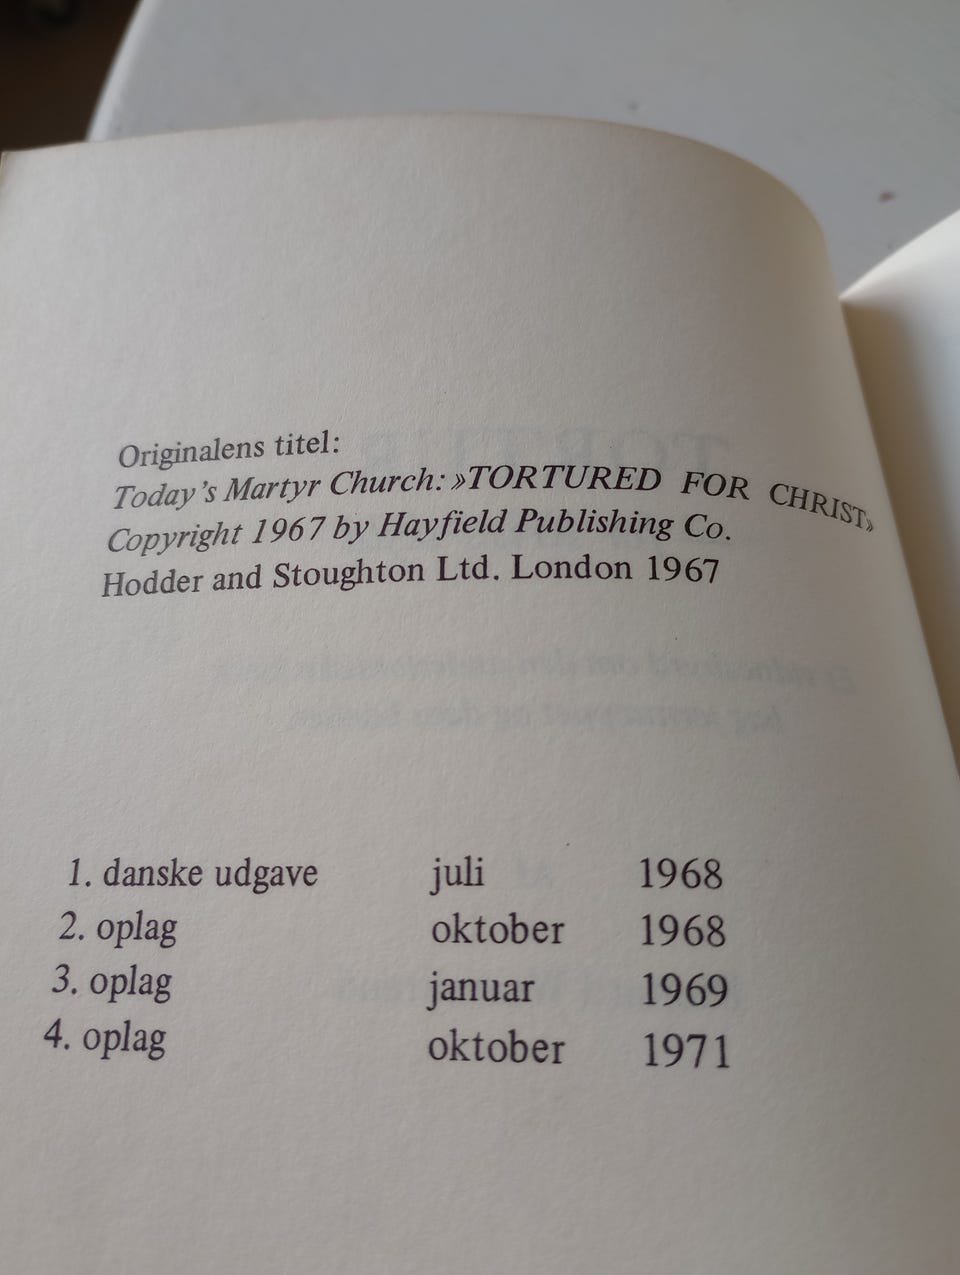 Originalens titel:
Today's Martyr Church: »TORTURED FOR CHRIST»
Copyright 1967 by Hayfield Publishing Co.
Hodder and Stoughton Ltd. London 1967
1. danske udgave juli 1968
2. oplag oktober 1968
3. oplag januar 1969
4. oplag oktober 1971